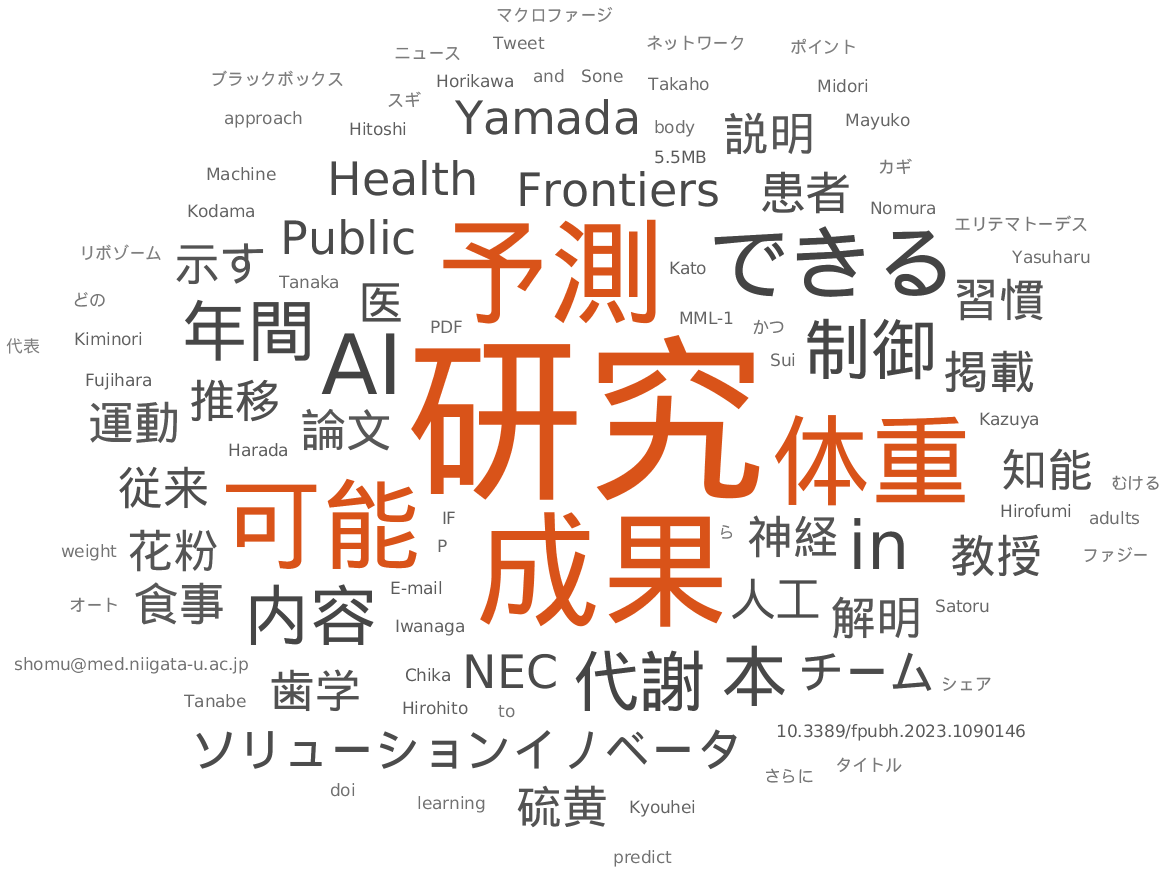 マクロファージ
Tweet
ネットワーク
ポイント
ニュース
ブラックボックス
Horikawa
and
Sone
Takaho
Midori
スギ
approach
Hitoshi
Yamada
body
説明
Mayuko
5.5MB
Machine
Health
Frontiers
患者
カギ
Kodama
Nomura
Public
予測
できる
エリテマトーデス
リボゾーム
示す
Tanaka
Kato
Yasuharu
どの
医
習慣
年間
PDF
MML-1
かつ
代表
Kiminori
AI
Sui
制御
掲載
Fujihara
推移
研究
運動
論文
Harada
体重
Kazuya
従来
可能
知能
むける
IF
Hirofumi
adults
weight
花粉
P
成果
ら
神経
in
教授
ファジー
オート
食事
E-mail
人工
解明
Satoru
内容
Iwanaga
shomu@med.niigata-u.ac.jp
歯学
Chika
NEC
代謝
本
チーム
シェア
Tanabe
Hirohito
to
ソリューションイノベータ
10.3389/fpubh.2023.1090146
さらに
タイトル
doi
learning
硫黄
Kyouhei
predict